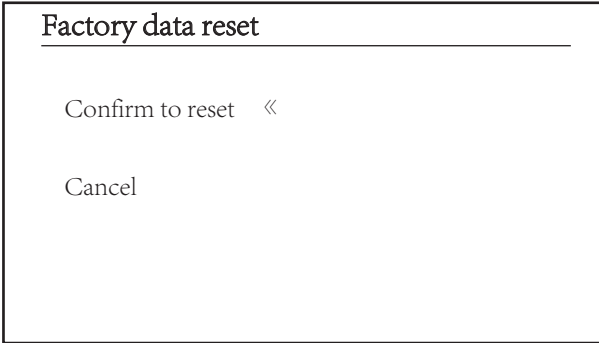 Factory data reset
Confirm to reset «
Cancel